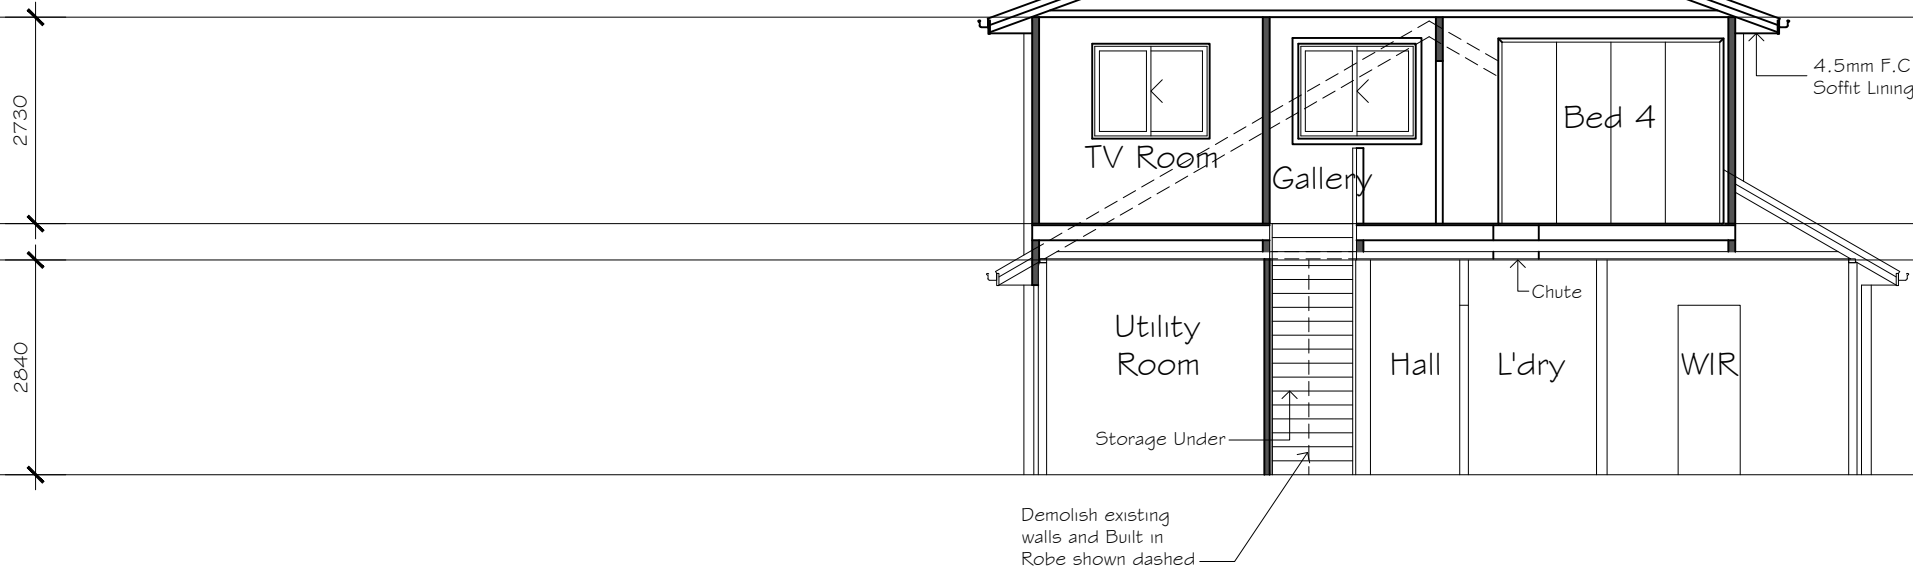 2730
TV Room
Gallery
Bed 4
4.5mm F.C
Soffit Lining
2840
Utility
Room
Hall
L'dry
WIR
Chute
Storage Under
Demolish existing
walls and Built in
Robe shown dashed